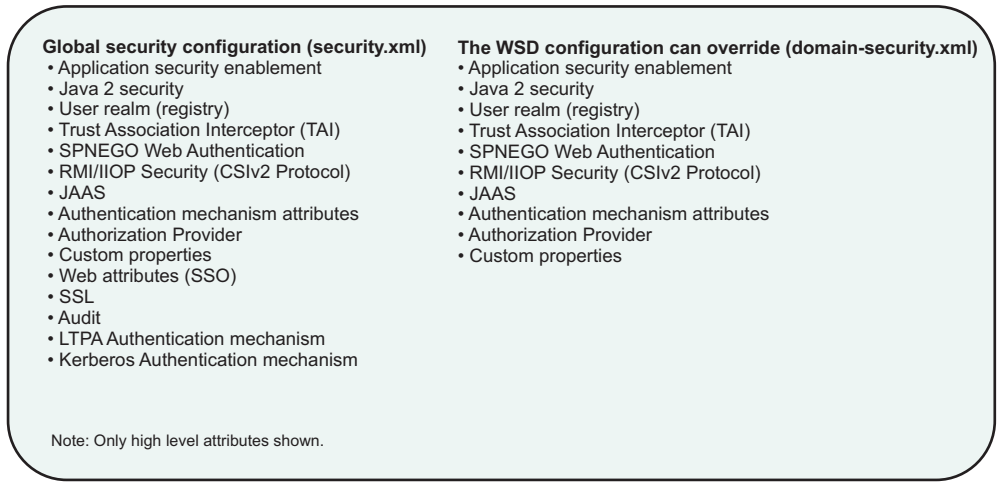 Global security configuration (security.xml)
• Application security enablement
• Java 2 security
• User realm (registry)
• Trust Association Interceptor (TAI)
• SPNEGO Web Authentication
• RMI/IIOP Security (CSIv2 Protocol)
• JAAS
• Authentication mechanism attributes
• Authorization Provider
• Custom properties
• Web attributes (SSO)
• SSL
• Audit
• LTPA Authentication mechanism
• Kerberos Authentication mechanism
The WSD configuration can override (domain-security.xml)
• Application security enablement
• Java 2 security
• User realm (registry)
• Trust Association Interceptor (TAI)
• SPNEGO Web Authentication
• RMI/IIOP Security (CSIv2 Protocol)
• JAAS
• Authentication mechanism attributes
• Authorization Provider
• Custom properties
Note: Only high level attributes shown.